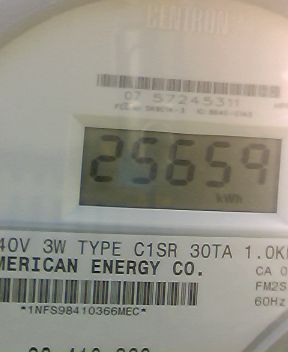 CENTRON
07 57245311
25659
kWh
40V 3W TYPE C1SR 30TA 1.0K
MERICAN ENERGY CO. CA 0
FM2S
60Hz
*1NFS98410366MEC*